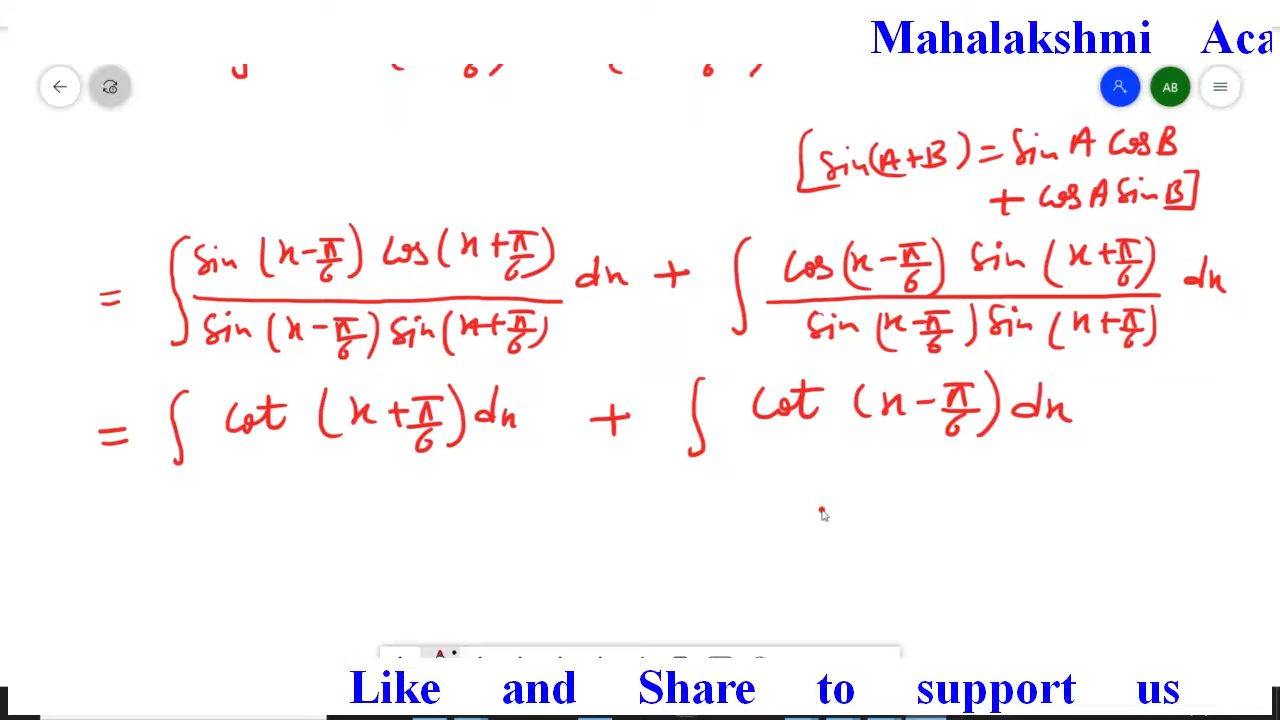 Mahalakshmi Aca
AB
[sin(A+B) = sin A cos B
+ cos A sin B]
= ∫ sin (x - π/6) cos (x + π/6) / sin (x - π/6) sin (x + π/6) dx + ∫ cos (x - π/6) sin (x + π/6) / sin (x - π/6) sin (x + π/6) dx
= ∫ cot (x + π/6) dx + ∫ cot (x - π/6) dx
Like and Share to support us